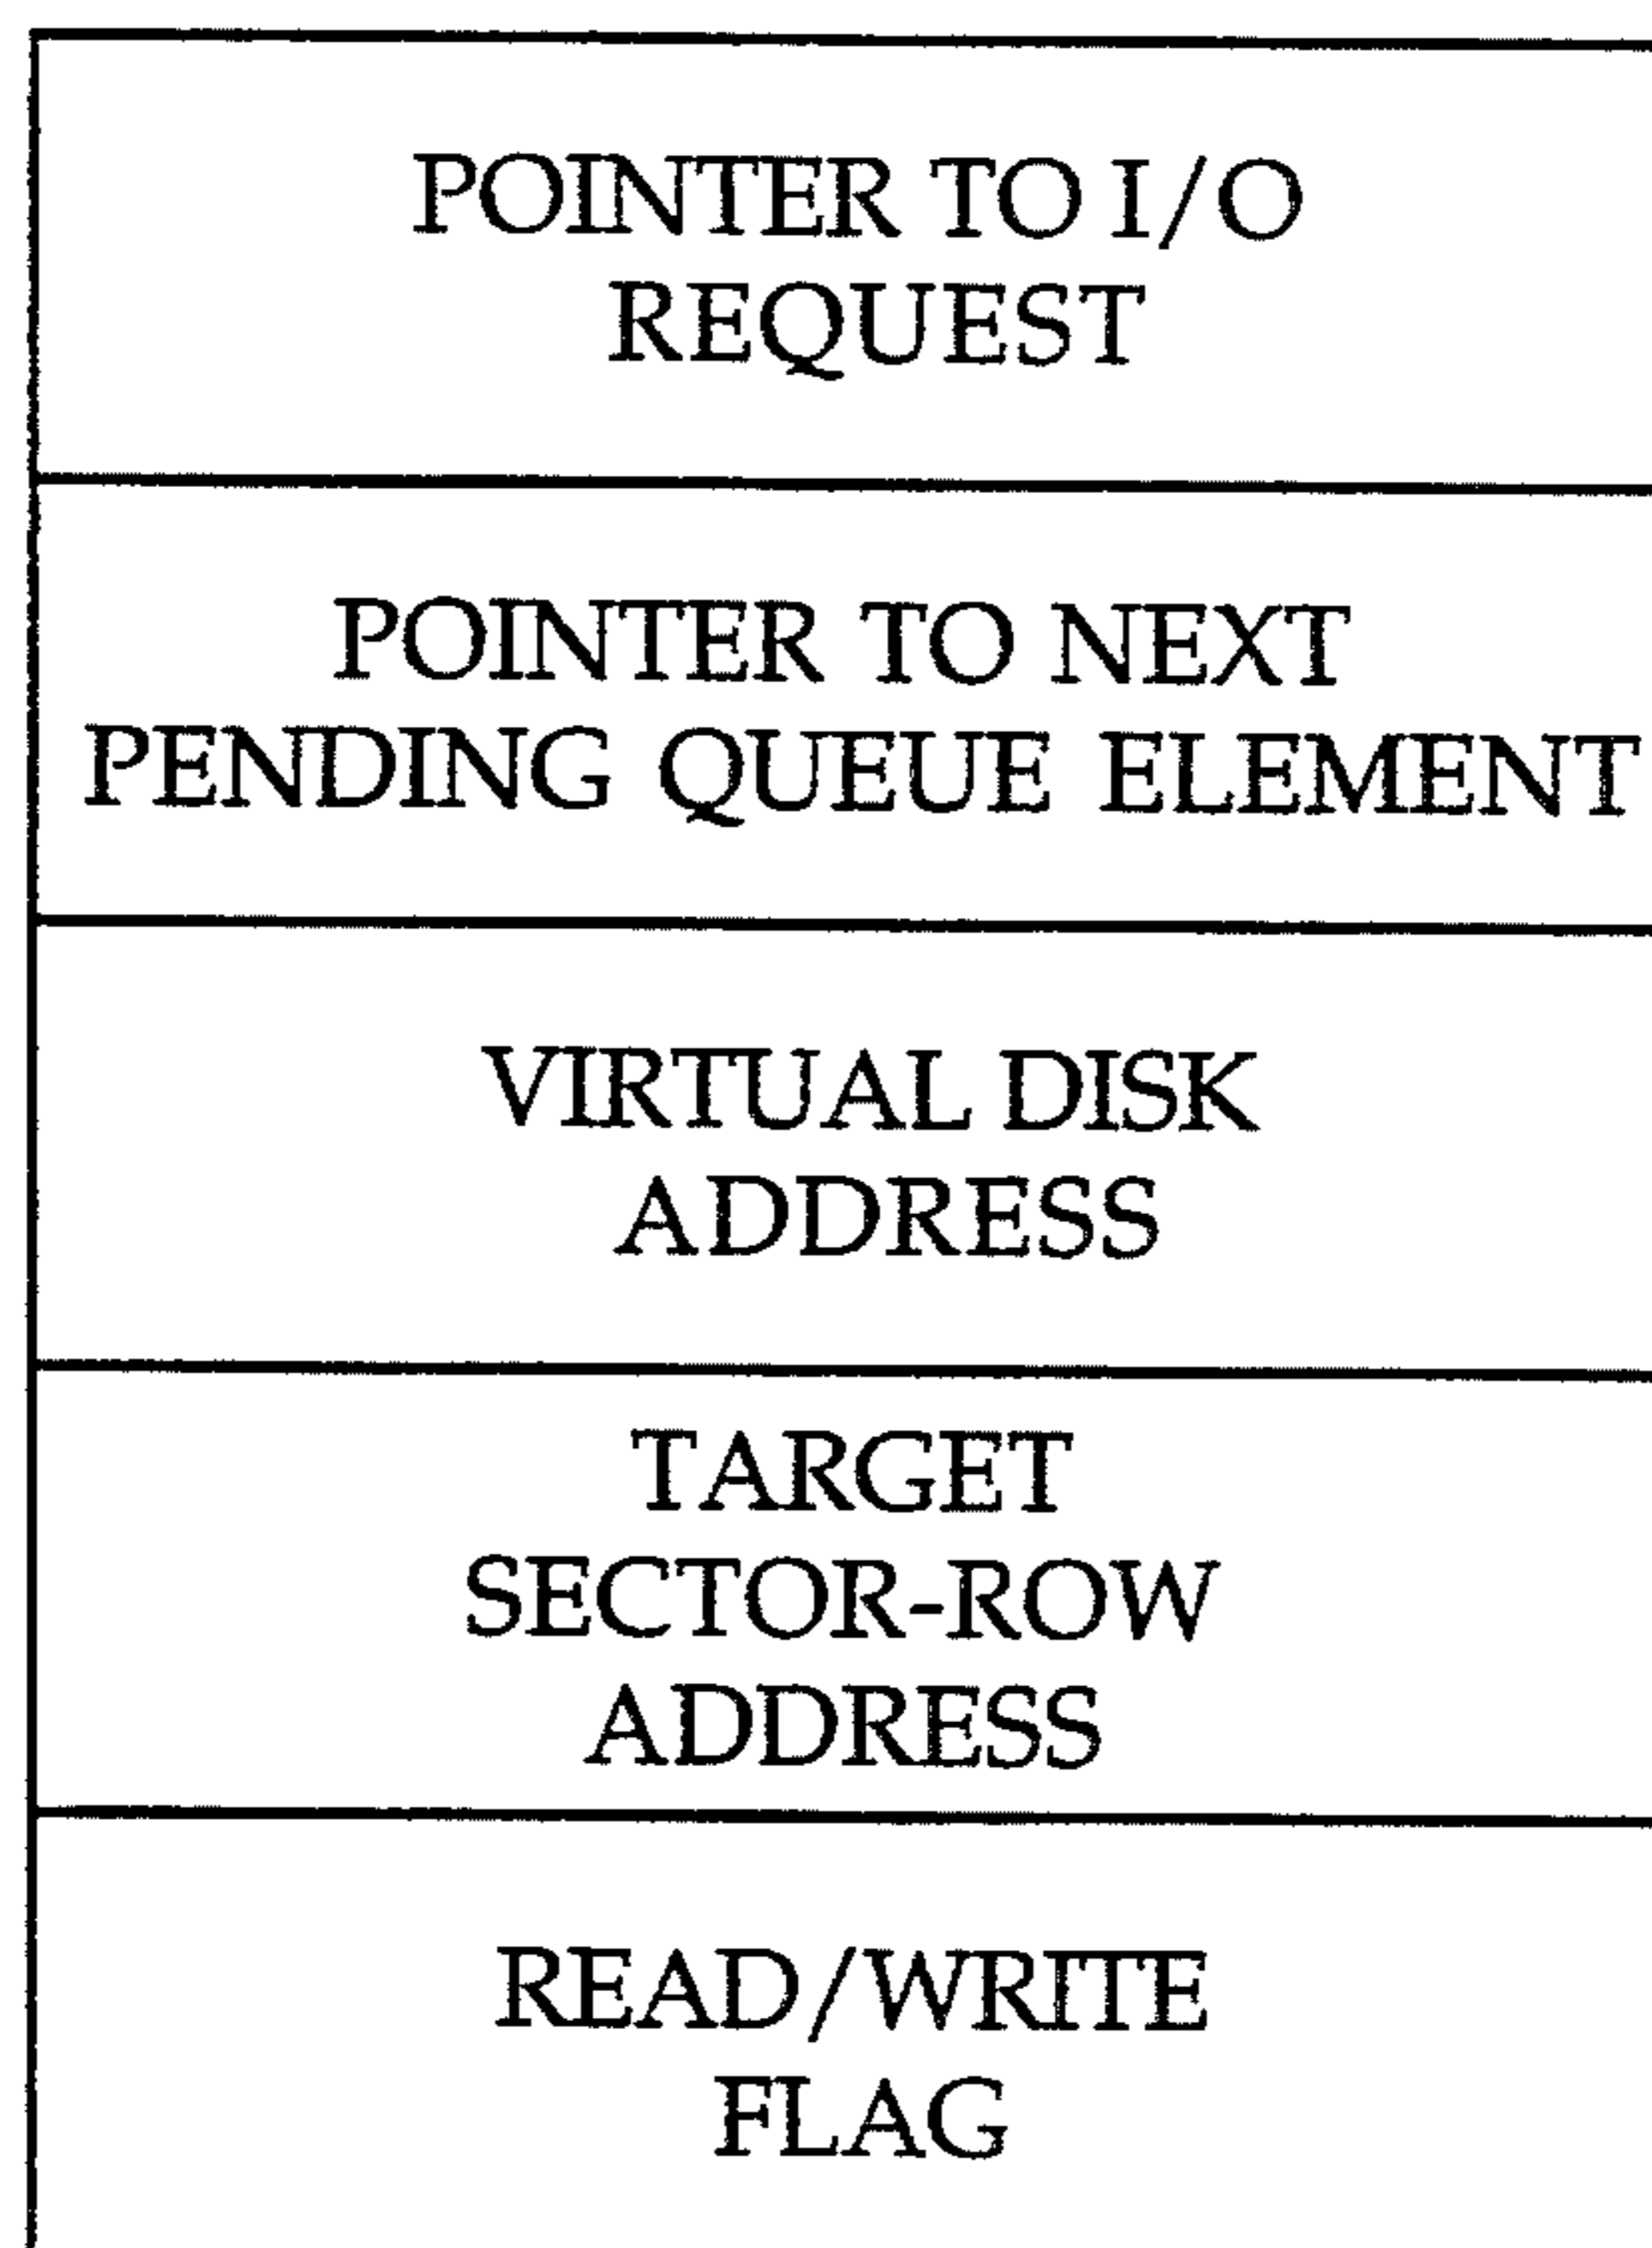 POINTER TO I/O
REQUEST
POINTER TO NEXT
PENDING QUEUE ELEMENT
VIRTUAL DISK
ADDRESS
TARGET
SECTOR-ROW
ADDRESS
READ/WRITE
FLAG